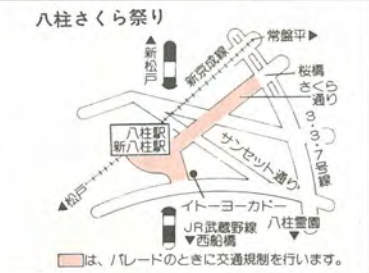 八柱さくら祭り
▲新松戸
新京成線
常盤平▶
桜橋
さくら通り
3・3・7号線
八柱駅
新八柱駅
サンセット通り
◀松戸
イトーヨーカドー
JR武蔵野線
▼西船橋
八柱霊園▼
は、パレードのときに交通規制を行います。